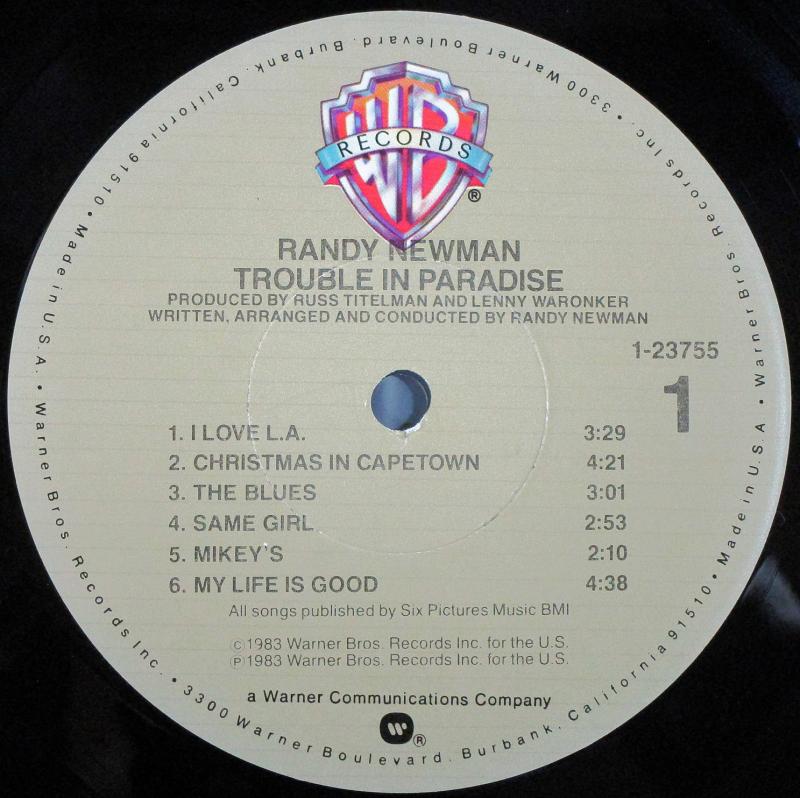 WB
RECORDS
®
RANDY NEWMAN
TROUBLE IN PARADISE
PRODUCED BY RUSS TITELMAN AND LENNY WARONKER
WRITTEN, ARRANGED AND CONDUCTED BY RANDY NEWMAN
1-23755
1
1. I LOVE L.A. 3:29
2. CHRISTMAS IN CAPETOWN 4:21
3. THE BLUES 3:01
4. SAME GIRL 2:53
5. MIKEY'S 2:10
6. MY LIFE IS GOOD 4:38
All songs published by Six Pictures Music BMI
©1983 Warner Bros. Records Inc. for the U.S.
℗1983 Warner Bros. Records Inc. for the U.S.
a Warner Communications Company
W®
Warner Bros. Records Inc. • 3300 Warner Boulevard. Burbank, California 91510 • Made in U.S.A. • Warner Bros. Records Inc. • 3300 Warner Boulevard. Burbank, California 91510 • Made in U.S.A •